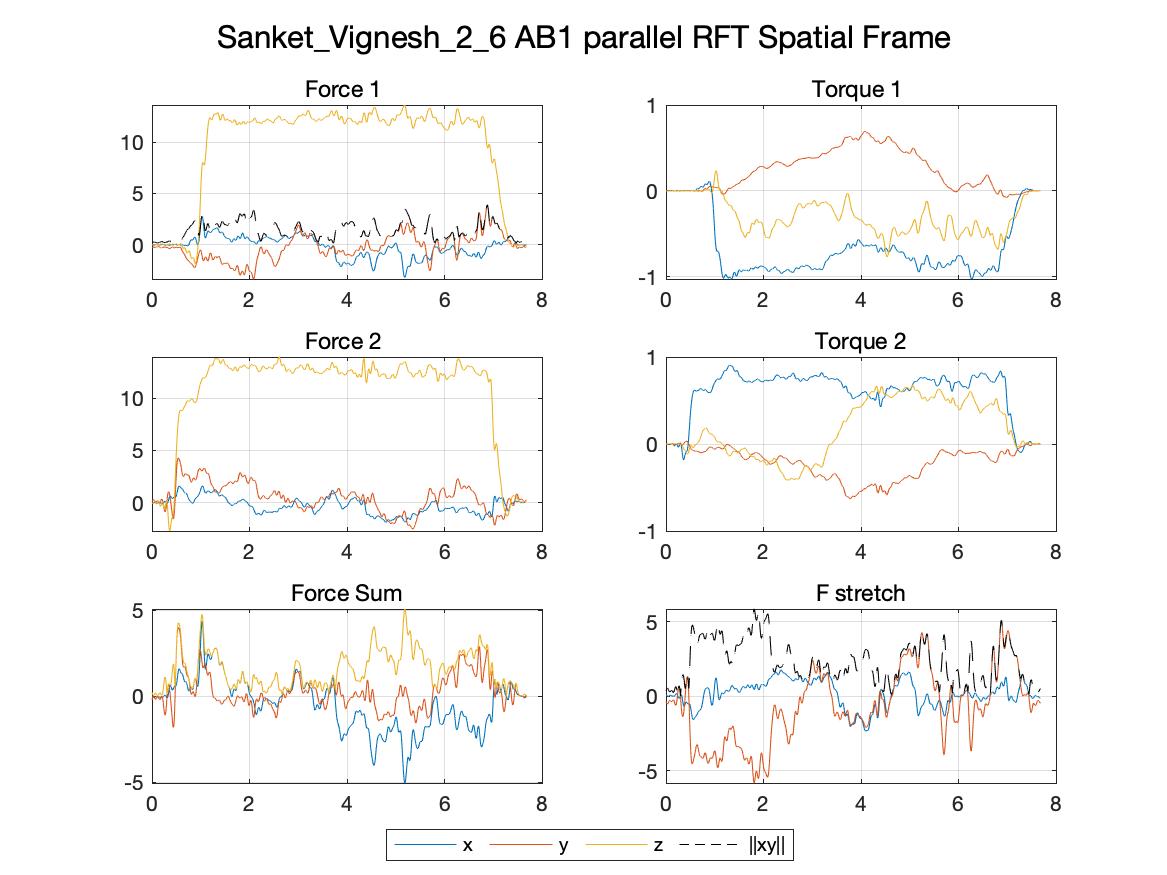 Sanket_Vignesh_2_6 AB1 parallel RFT Spatial Frame
Force 1
10
5
0
0 2 4 6 8
Torque 1
1
0
-1
0 2 4 6 8
Force 2
10
5
0
0 2 4 6 8
Torque 2
1
0
-1
0 2 4 6 8
Force Sum
5
0
-5
0 2 4 6 8
F stretch
5
0
-5
0 2 4 6 8
x y z ||xy||